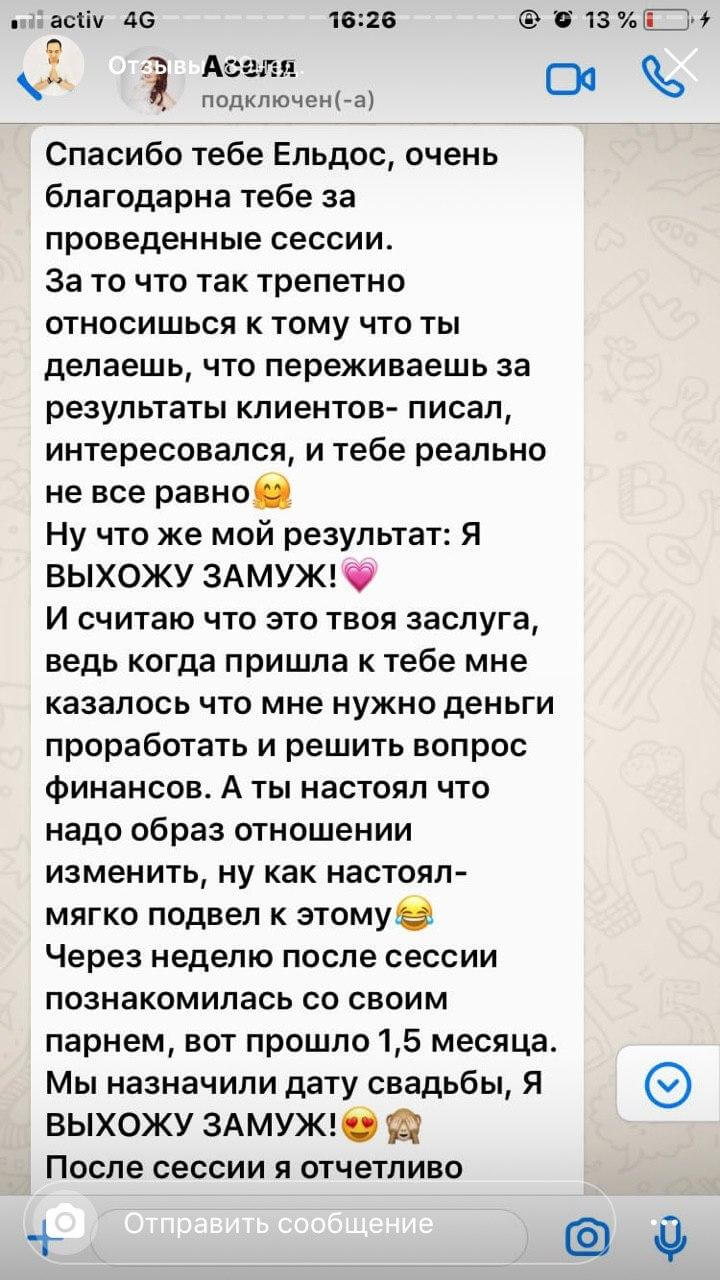 activ 4G 16:26 13 %
Отзывы
Аселя
подключен(-а)
Спасибо тебе Ельдос, очень
благодарна тебе за
проведенные сессии.
За то что так трепетно
относишься к тому что ты
делаешь, что переживаешь за
результаты клиентов- писал,
интересовался, и тебе реально
не все равно🤗
Ну что же мой результат: Я
ВЫХОЖУ ЗАМУЖ!💗
И считаю что это твоя заслуга,
ведь когда пришла к тебе мне
казалось что мне нужно деньги
проработать и решить вопрос
финансов. А ты настоял что
надо образ отношении
изменить, ну как настоял-
мягко подвел к этому😂
Через неделю после сессии
познакомилась со своим
парнем, вот прошло 1,5 месяца.
Мы назначили дату свадьбы, Я
ВЫХОЖУ ЗАМУЖ!😍🙈
После сессии я отчетливо
Отправить сообщение